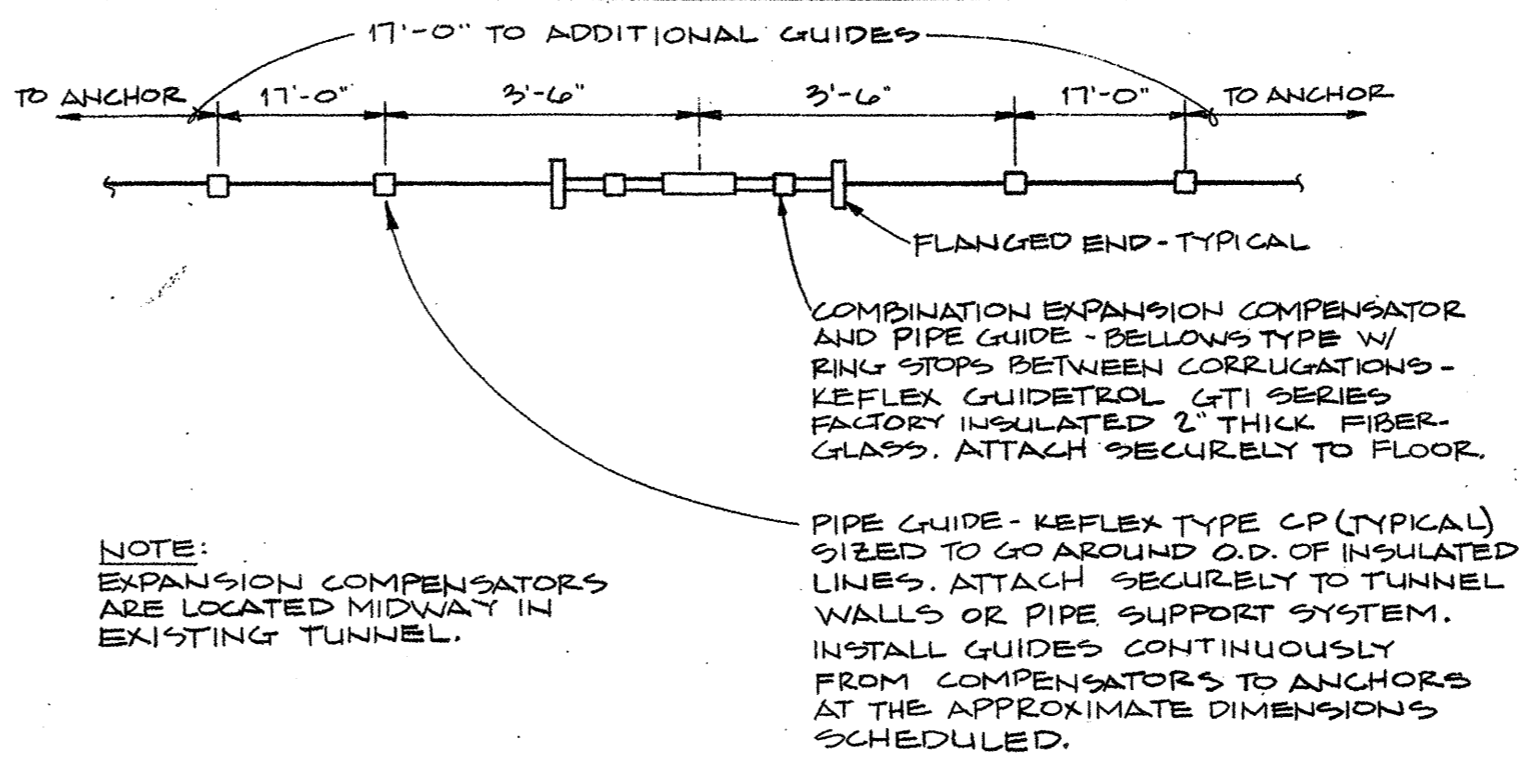 17'-0" TO ADDITIONAL GUIDES
TO ANCHOR 17'-0" 3'-6" 3'-6" 17'-0" TO ANCHOR
FLANGED END - TYPICAL
COMBINATION EXPANSION COMPENSATOR
AND PIPE GUIDE - BELLOWS TYPE W/
RING STOPS BETWEEN CORRUGATIONS -
KEFLEX GUIDETROL GTI SERIES
FACTORY INSULATED 2" THICK FIBER-
GLASS. ATTACH SECURELY TO FLOOR.
PIPE GUIDE - KEFLEX TYPE CP (TYPICAL)
SIZED TO GO AROUND O.D. OF INSULATED
LINES. ATTACH SECURELY TO TUNNEL
WALLS OR PIPE SUPPORT SYSTEM.
INSTALL GUIDES CONTINUOUSLY
FROM COMPENSATORS TO ANCHORS
AT THE APPROXIMATE DIMENSIONS
SCHEDULED.
NOTE:
EXPANSION COMPENSATORS
ARE LOCATED MIDWAY IN
EXISTING TUNNEL.